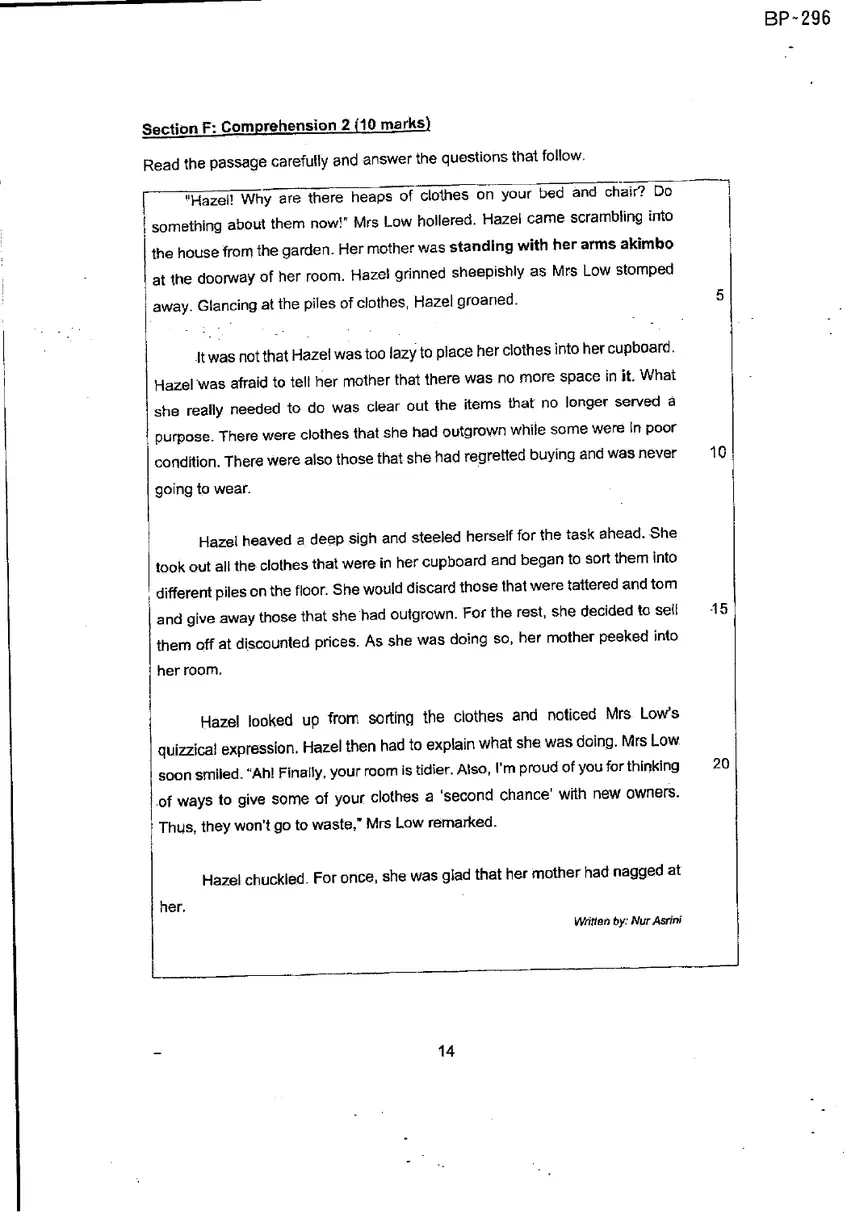 BP-296
Section F: Comprehension 2 (10 marks)
Read the passage carefully and answer the questions that follow.
"Hazel! Why are there heaps of clothes on your bed and chair? Do
something about them now!" Mrs Low hollered. Hazel came scrambling into
the house from the garden. Her mother was standing with her arms akimbo
at the doorway of her room. Hazel grinned sheepishly as Mrs Low stomped
away. Glancing at the piles of clothes, Hazel groaned. 5
It was not that Hazel was too lazy to place her clothes into her cupboard.
Hazel was afraid to tell her mother that there was no more space in it. What
she really needed to do was clear out the items that no longer served a
purpose. There were clothes that she had outgrown while some were in poor
condition. There were also those that she had regretted buying and was never 10
going to wear.
Hazel heaved a deep sigh and steeled herself for the task ahead. She
took out all the clothes that were in her cupboard and began to sort them into
different piles on the floor. She would discard those that were tattered and torn
and give away those that she had outgrown. For the rest, she decided to sell 15
them off at discounted prices. As she was doing so, her mother peeked into
her room.
Hazel looked up from sorting the clothes and noticed Mrs Low's
quizzical expression. Hazel then had to explain what she was doing. Mrs Low
soon smiled. "Ah! Finally, your room is tidier. Also, I'm proud of you for thinking 20
of ways to give some of your clothes a 'second chance' with new owners.
Thus, they won't go to waste," Mrs Low remarked.
Hazel chuckled. For once, she was glad that her mother had nagged at
her.
Written by: Nur Asrini
14